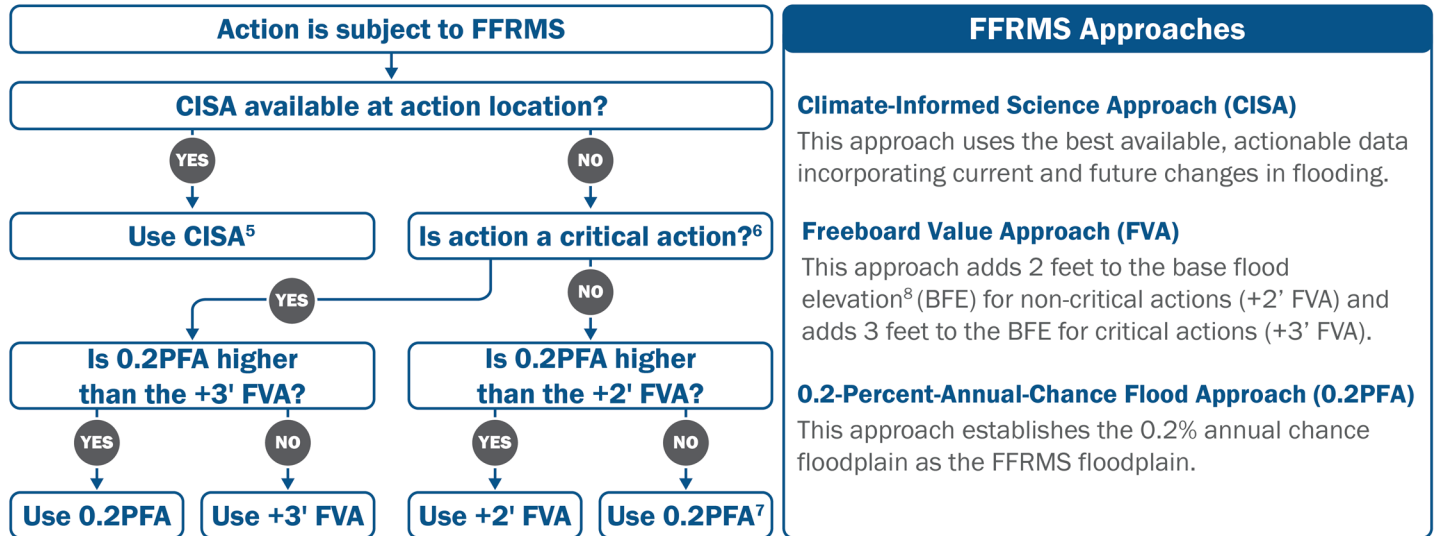 Action is subject to FFRMS
CISA available at action location?
YES
NO
Use CISA⁵
Is action a critical action?⁶
YES
NO
Is 0.2PFA higher
than the +3' FVA?
Is 0.2PFA higher
than the +2' FVA?
YES
NO
YES
NO
Use 0.2PFA
Use +3' FVA
Use +2' FVA
Use 0.2PFA⁷
FFRMS Approaches
Climate-Informed Science Approach (CISA)
This approach uses the best available, actionable data
incorporating current and future changes in flooding.
Freeboard Value Approach (FVA)
This approach adds 2 feet to the base flood
elevation⁸ (BFE) for non-critical actions (+2’ FVA) and
adds 3 feet to the BFE for critical actions (+3’ FVA).
0.2-Percent-Annual-Chance Flood Approach (0.2PFA)
This approach establishes the 0.2% annual chance
floodplain as the FFRMS floodplain.